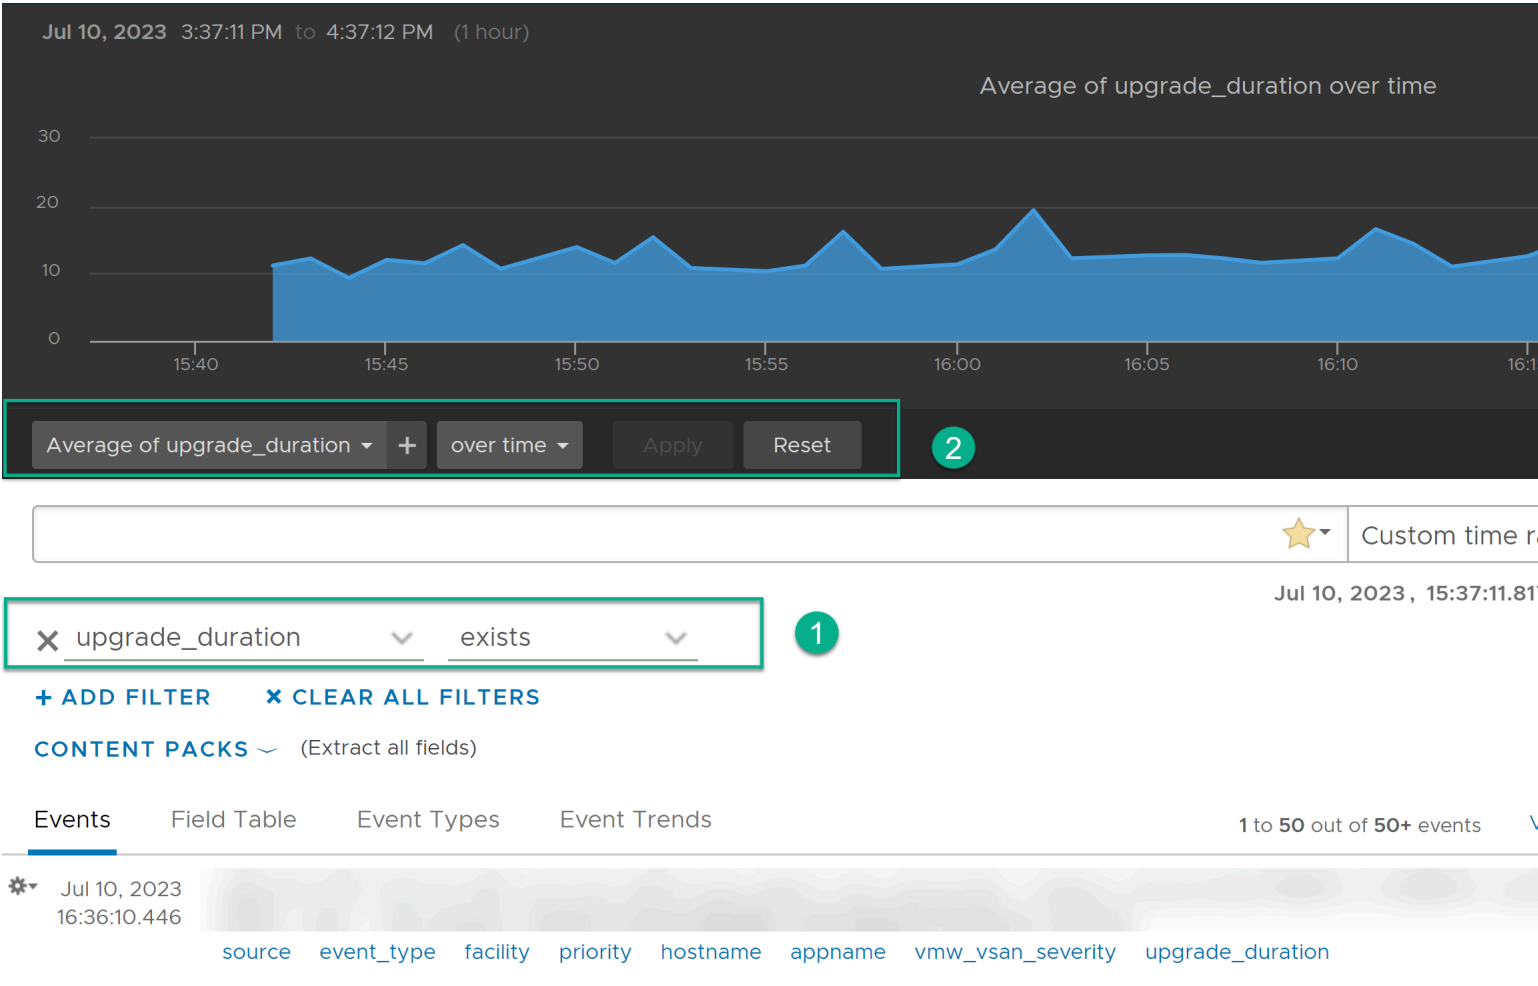 Jul 10, 2023 3:37:11 PM to 4:37:12 PM (1 hour)
Average of upgrade_duration over time
30
20
10
0
15:40 15:45 15:50 15:55 16:00 16:05 16:10 16:1
Average of upgrade_duration + over time Apply Reset
2
Custom time ra
Jul 10, 2023, 15:37:11.817
upgrade_duration exists
1
+ ADD FILTER × CLEAR ALL FILTERS
CONTENT PACKS (Extract all fields)
Events Field Table Event Types Event Trends
1 to 50 out of 50+ events V
Jul 10, 2023
16:36:10.446
source event_type facility priority hostname appname vmw_vsan_severity upgrade_duration